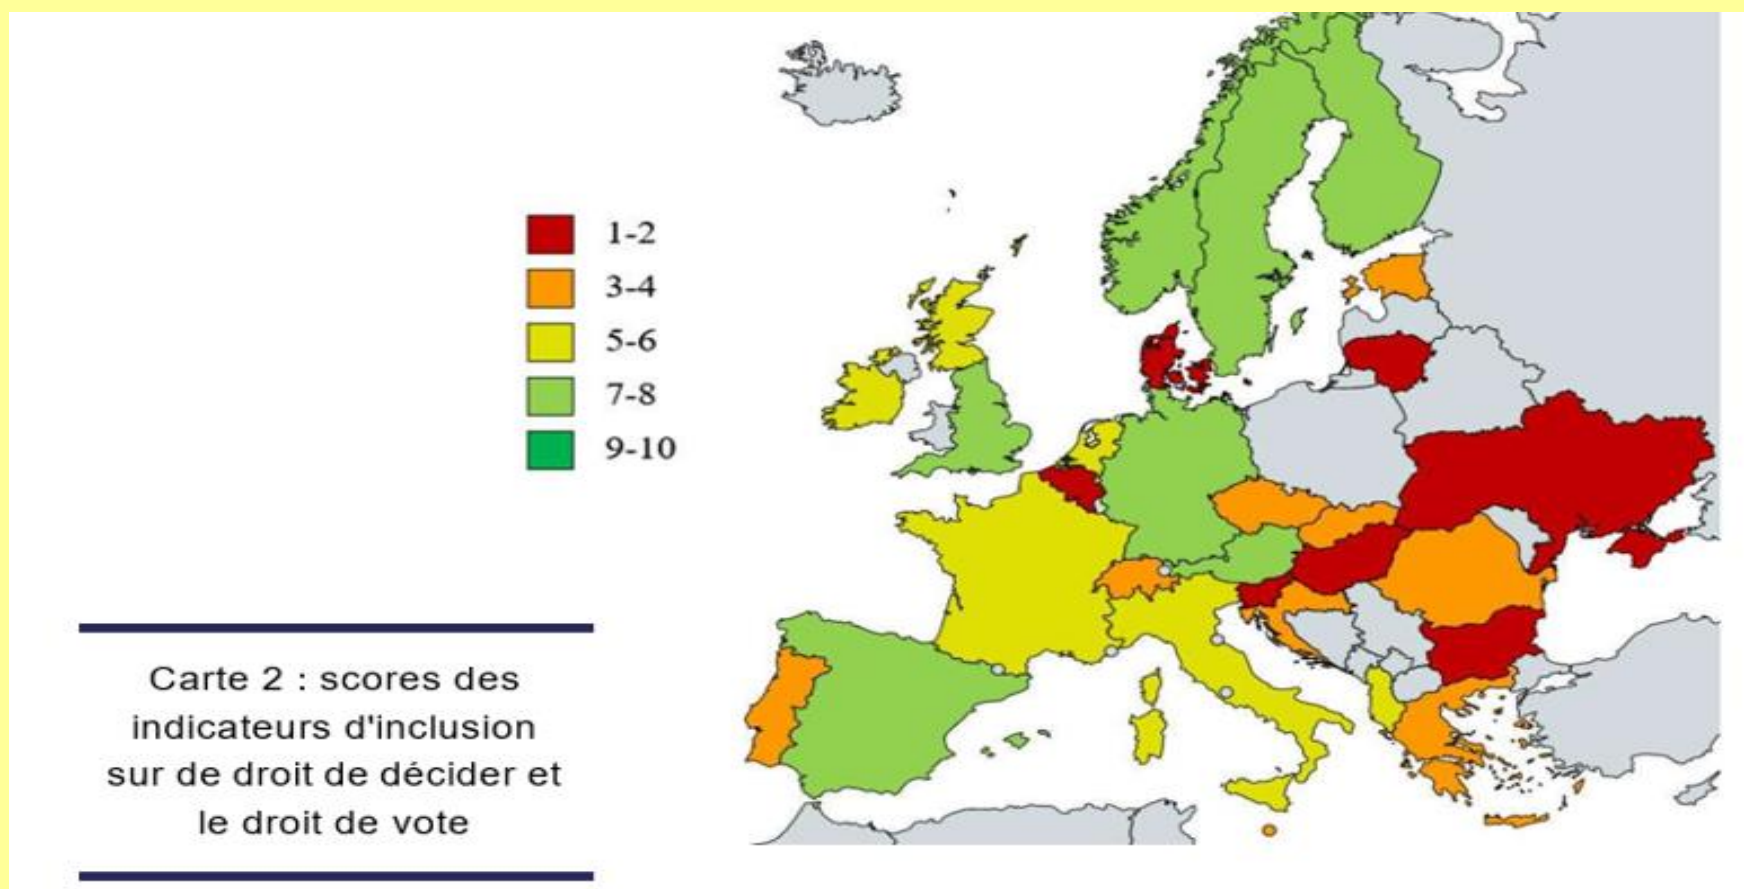 1-2
3-4
5-6
7-8
9-10
Carte 2 : scores des
indicateurs d'inclusion
sur de droit de décider et
le droit de vote